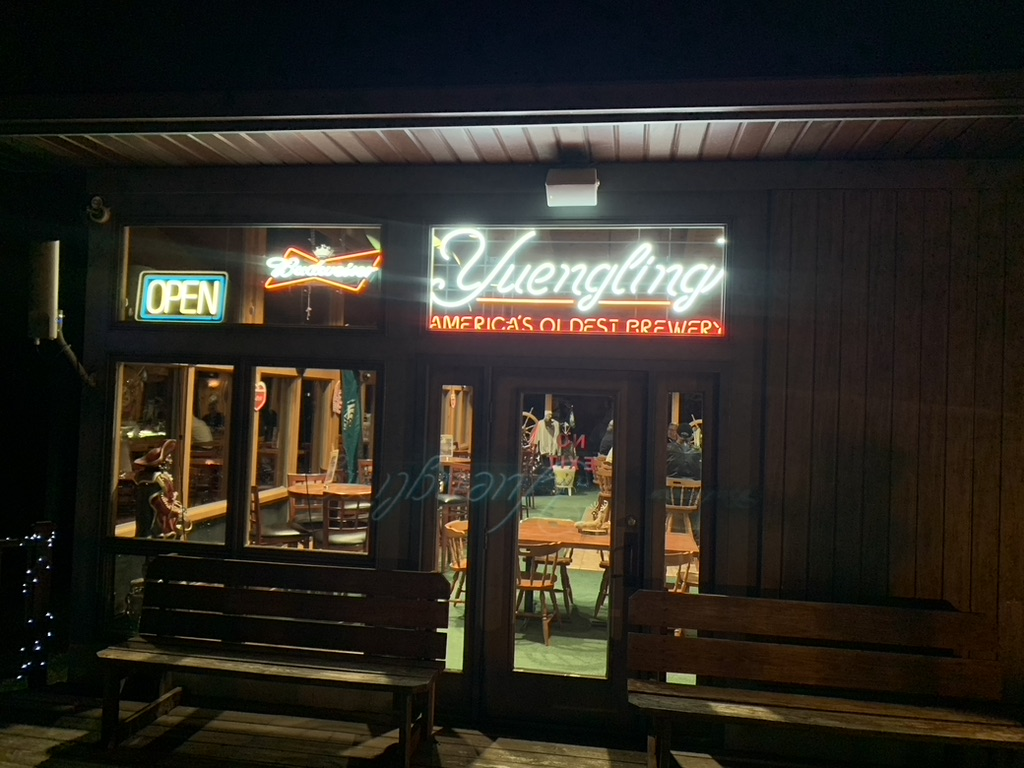 OPEN
Budweiser
Yuengling
AMERICA'S OLDEST BREWERY